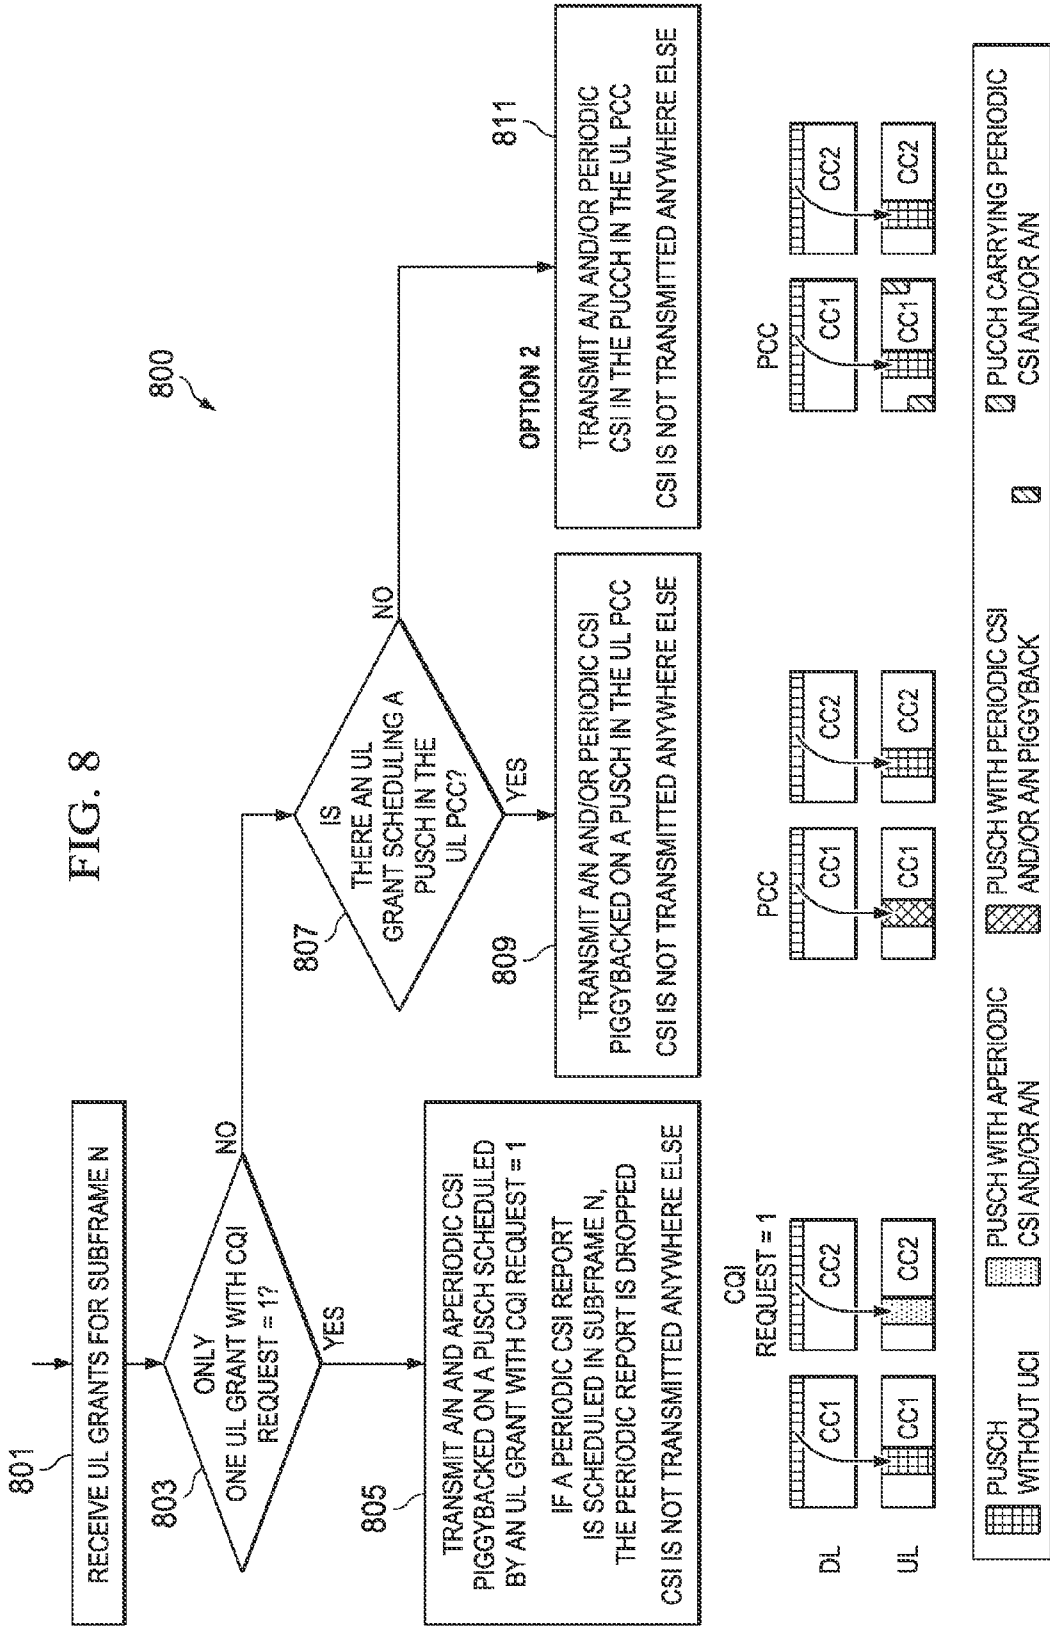 FIG. 8
800
801
RECEIVE UL GRANTS FOR SUBFRAME N
803
ONLY
ONE UL GRANT WITH CQI
REQUEST = 1?
NO
YES
805
TRANSMIT A/N AND APERIODIC CSI
PIGGYBACKED ON A PUSCH SCHEDULED
BY AN UL GRANT WITH CQI REQUEST = 1
IF A PERIODIC CSI REPORT
IS SCHEDULED IN SUBFRAME N,
THE PERIODIC REPORT IS DROPPED
CSI IS NOT TRANSMITTED ANYWHERE ELSE
807
IS
THERE AN UL
GRANT SCHEDULING A
PUSCH IN THE
UL PCC?
NO
YES
809
TRANSMIT A/N AND/OR PERIODIC CSI
PIGGYBACKED ON A PUSCH IN THE UL PCC
CSI IS NOT TRANSMITTED ANYWHERE ELSE
OPTION 2
811
TRANSMIT A/N AND/OR PERIODIC
CSI IN THE PUCCH IN THE UL PCC
CSI IS NOT TRANSMITTED ANYWHERE ELSE
CQI
REQUEST = 1
PCC
PCC
DL
CC1
CC2
CC1
CC2
CC1
CC2
UL
CC1
CC2
CC1
CC2
CC1
CC2
PUSCH
WITHOUT UCI
PUSCH WITH APERIODIC
CSI AND/OR A/N
PUSCH WITH PERIODIC CSI
AND/OR A/N PIGGYBACK
PUCCH CARRYING PERIODIC
CSI AND/OR A/N